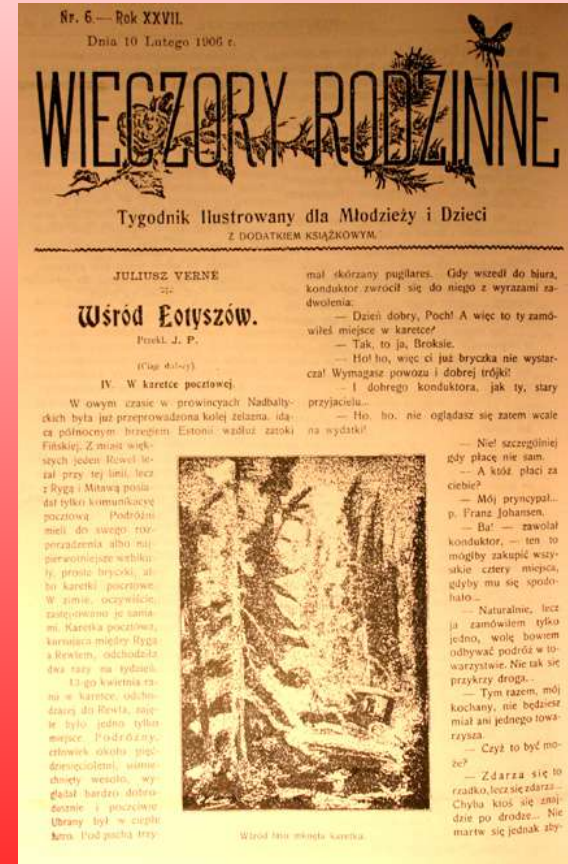 Nr. 6.— Rok XXVII.
Dnia 10 Lutego 1906 r.
WIECZORY RODZINNE
Tygodnik Ilustrowany dla Młodzieży i Dzieci
Z DODATKIEM KSIĄŻKOWYM.
JULIUSZ VERNE
Wśród Łotyszów.
Przekł. J. P.
(Ciąg dalszy)
IV. W karetce pocztowej.
W owym czasie w prowincyach Nadbałty-
ckich była już przeprowadzona kolej żelazna, idą-
ca północnym brzegiem Estonii wzdłuż zatoki
Fińskiej. Z miast więk-
szych jeden Rewel le-
żał przy tej linii, lecz
z Rygą i Mitawą posia-
dał tylko komunikacyę
pocztową. Podróżni
mieli do swego roz-
porządzenia albo naj-
pierwotniejsze wehiku-
ły, proste bryczki, al-
bo karetki pocztowe.
W zimie, oczywiście,
zastępowano je sania-
mi. Karetka pocztowa,
kursująca między Rygą
a Rewlem, odchodziła
dwa razy na tydzień.
13-go kwietnia ra-
no w karetce, odcho-
dzącej do Rewla, zaję-
te było jedno tylko
miejsce. Podróżny,
człowiek około pięć-
dziesięcioletni, uśmie-
chnięty wesoło, wy-
glądał bardzo dobro-
dusznie i poczciwie.
Ubrany był w ciepłe
futro. Pod pachą trzy-
Wśród lasu mknęła karetka.
mał skórzany pugilares. Gdy wszedł do biura,
konduktor zwrócił się do niego z wyrazami za-
dwolenia:
— Dzień dobry, Poch! A więc to ty zamó-
wiłeś miejsce w karetce?
— Tak, to ja, Broksie.
— Ho! ho, więc ci już bryczka nie wystar-
cza! Wymagasz powozu i dobrej trójki!
— I dobrego konduktora, jak ty, stary
przyjacielu...
— Ho, ho, nie oglądasz się zatem wcale
na wydatki!
— Nie! szczególniej
gdy płacę nie sam.
— A któż płaci za
ciebie?
— Mój pryncypał...
p. Franz Johansen.
— Ba! — zawołał
konduktor, — ten to
mógłby zakupić wszy-
stkie cztery miejsca,
gdyby mu się spodo-
bało...
— Naturalnie, lecz
ja zamówiłem tylko
jedno, wolę bowiem
odbywać podróż w to-
warzystwie. Nie tak się
przykrzy droga...
— Tym razem, mój
kochany, nie będziesz
miał ani jednego towa-
rzysza.
— Czyż to być mo-
że?
— Zdarza się to
rzadko, lecz się zdarza...
Chyba ktoś się znaj-
dzie po drodze... Nie
martw się jednak zby-